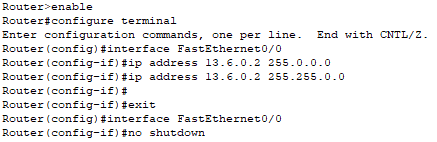 Router>enable
Router#configure terminal
Enter configuration commands, one per line.  End with CNTL/Z.
Router(config)#interface FastEthernet0/0
Router(config-if)#ip address 13.6.0.2 255.0.0.0
Router(config-if)#ip address 13.6.0.2 255.255.0.0
Router(config-if)#
Router(config-if)#exit
Router(config-if)#interface FastEthernet0/0
Router(config-if)#no shutdown